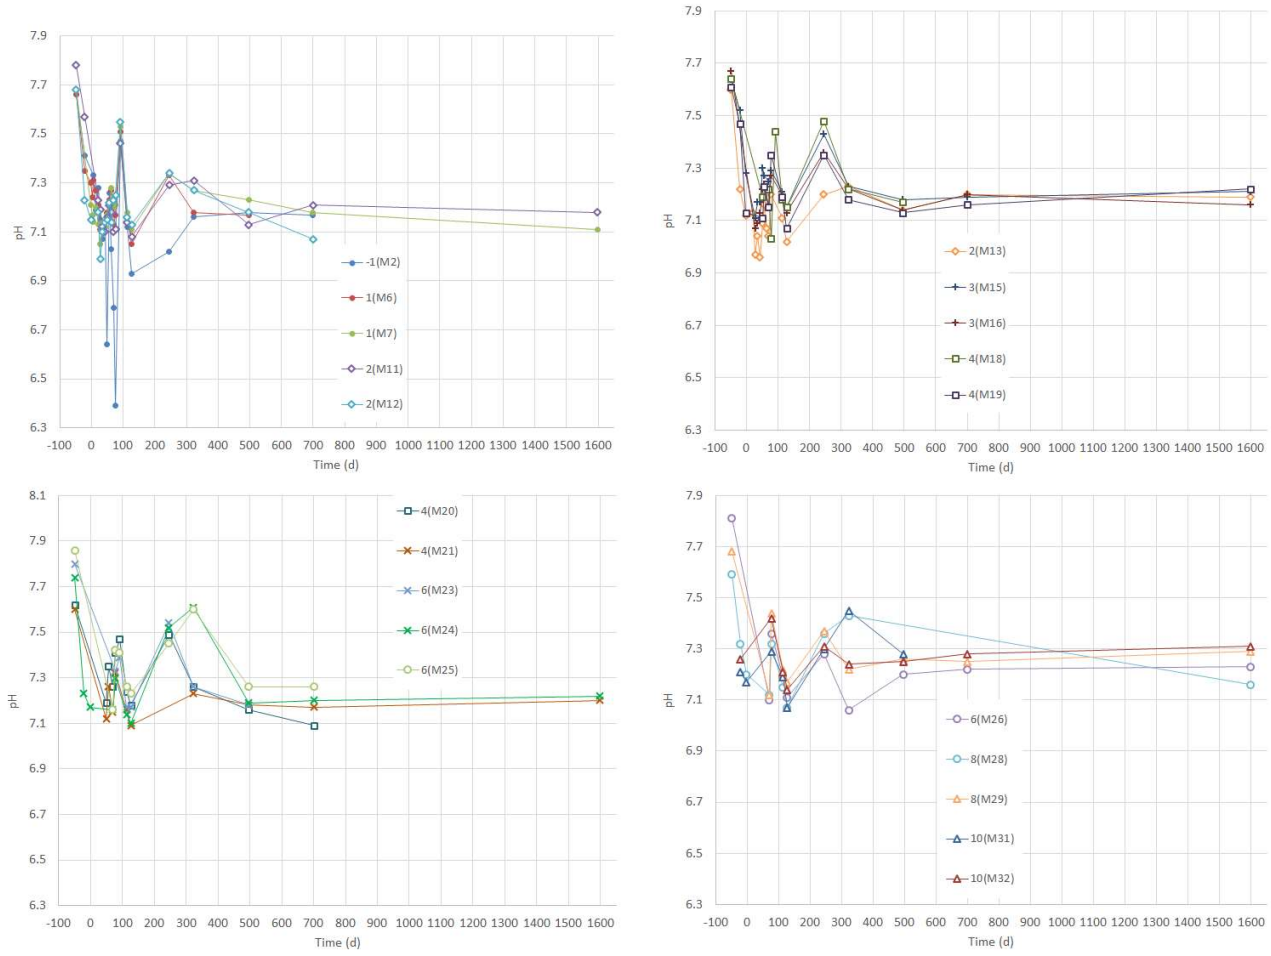 7.9
7.7
7.5
7.3
7.1
6.9
6.7
6.5
6.3
pH
-100 0 100 200 300 400 500 600 700 800 900 1000 1100 1200 1300 1400 1500 1600
Time (d)
-1(M2)
1(M6)
1(M7)
2(M11)
2(M12)
7.9
7.7
7.5
7.3
7.1
6.9
6.7
6.5
6.3
pH
-100 0 100 200 300 400 500 600 700 800 900 1000 1100 1200 1300 1400 1500 1600
Time (d)
2(M13)
3(M15)
3(M16)
4(M18)
4(M19)
8.1
7.9
7.7
7.5
7.3
7.1
6.9
6.7
6.5
6.3
pH
-100 0 100 200 300 400 500 600 700 800 900 1000 1100 1200 1300 1400 1500 1600
Time (d)
4(M20)
4(M21)
6(M23)
6(M24)
6(M25)
7.9
7.7
7.5
7.3
7.1
6.9
6.7
6.5
6.3
pH
-100 0 100 200 300 400 500 600 700 800 900 1000 1100 1200 1300 1400 1500 1600
Time (d)
6(M26)
8(M28)
8(M29)
10(M31)
10(M32)